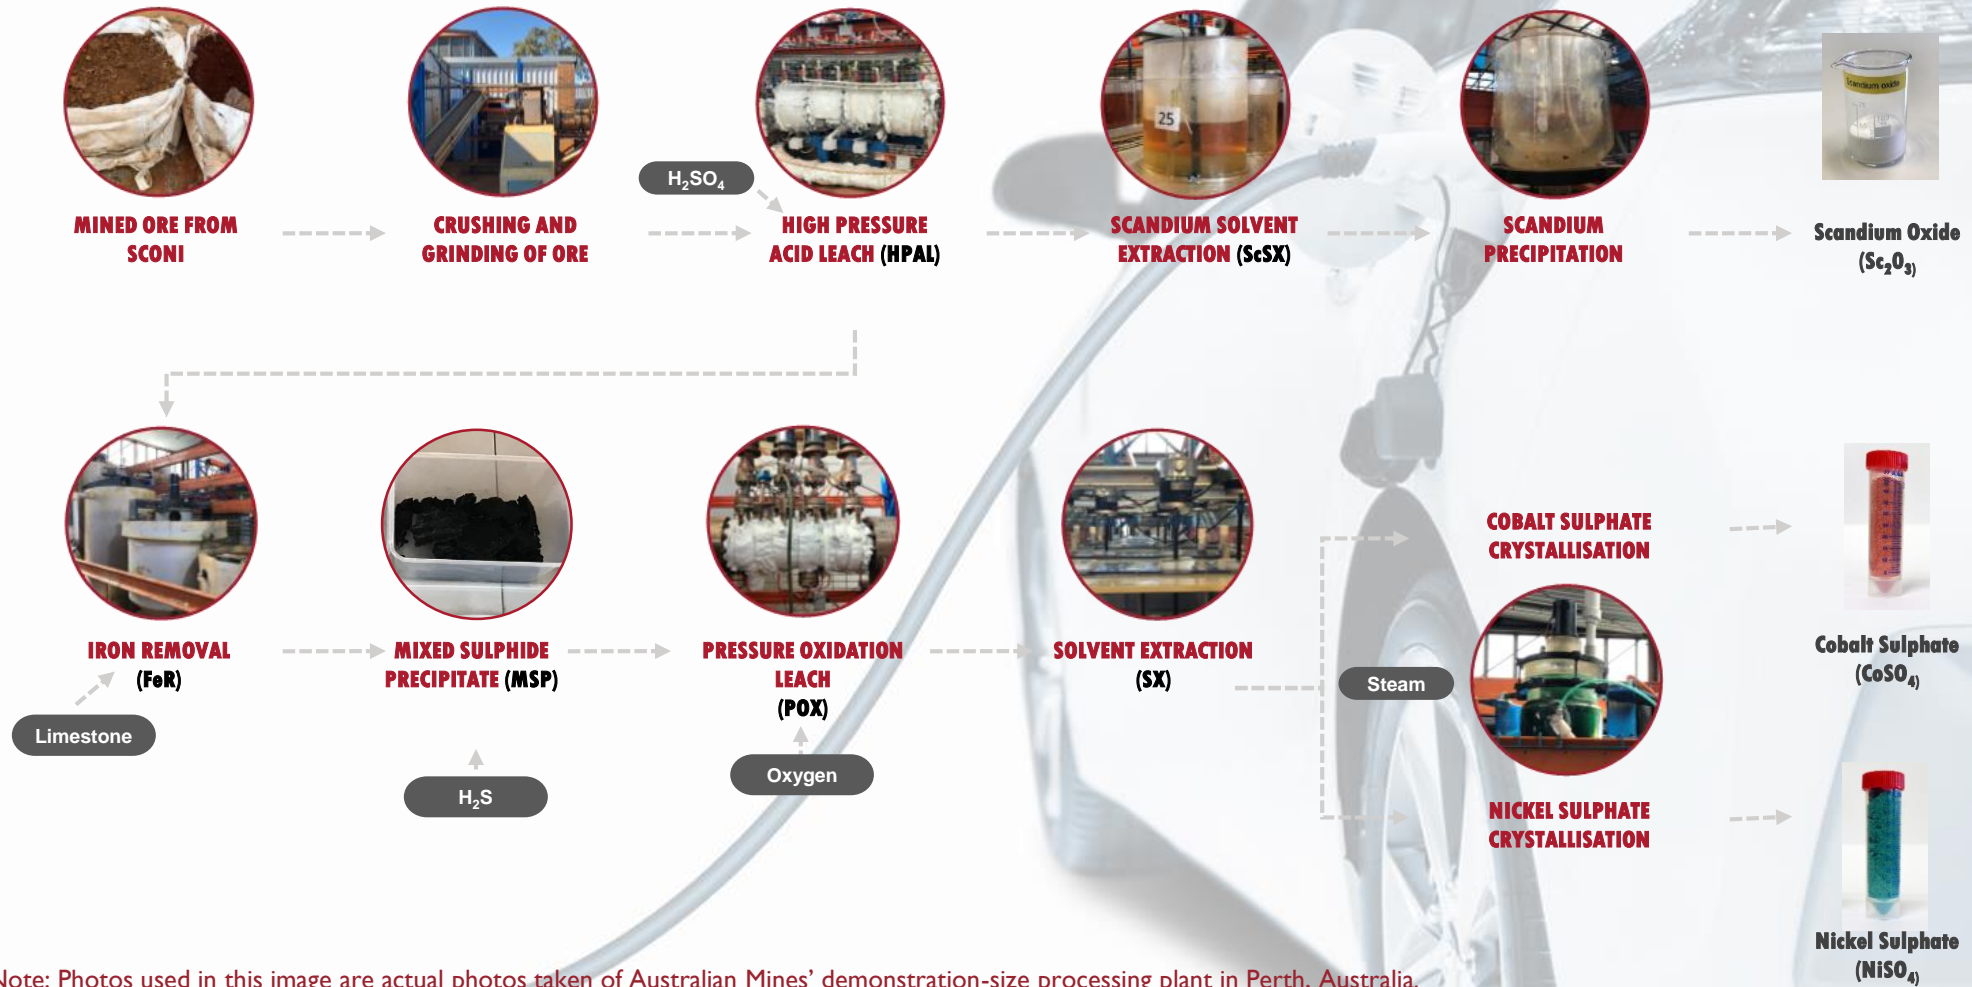 25
Scandium oxide
H₂SO₄
MINED ORE FROM
SCONI
CRUSHING AND
GRINDING OF ORE
HIGH PRESSURE
ACID LEACH (HPAL)
SCANDIUM SOLVENT
EXTRACTION (ScSX)
SCANDIUM
PRECIPITATION
Scandium Oxide
(Sc₂O₃)
IRON REMOVAL
(FeR)
Limestone
MIXED SULPHIDE
PRECIPITATE (MSP)
H₂S
PRESSURE OXIDATION
LEACH
(POX)
Oxygen
SOLVENT EXTRACTION
(SX)
Steam
COBALT SULPHATE
CRYSTALLISATION
Cobalt Sulphate
(CoSO₄)
NICKEL SULPHATE
CRYSTALLISATION
Nickel Sulphate
(NiSO₄)
Note: Photos used in this image are actual photos taken of Australian Mines’ demonstration-size processing plant in Perth, Australia.